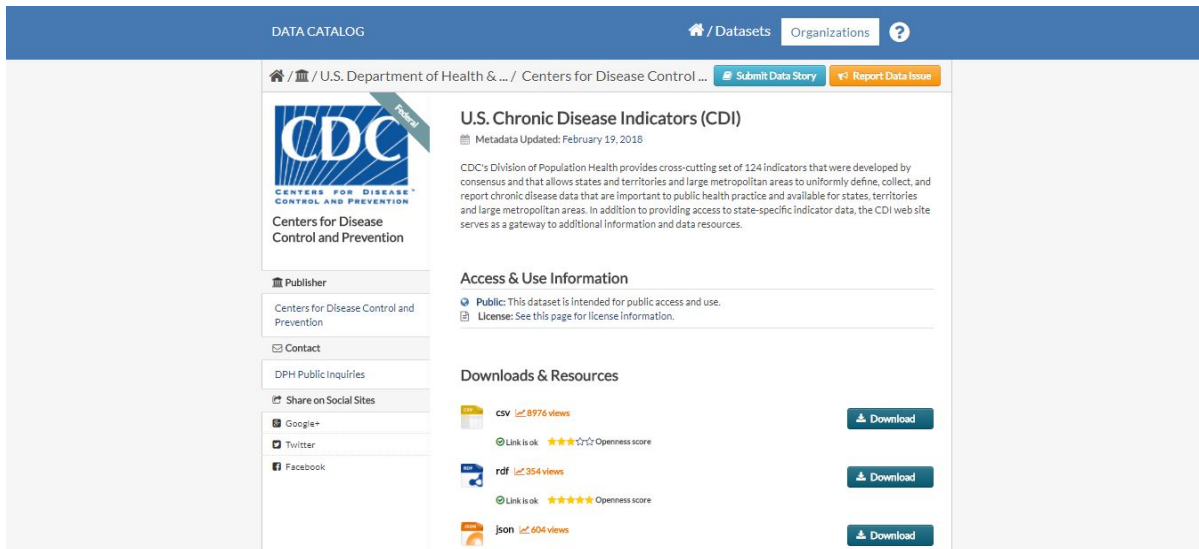 DATA CATALOG
/ Datasets Organizations ?
/ / U.S. Department of Health & ... / Centers for Disease Control ... Submit Data Story Report Data Issue
Federal
CDC
CENTERS FOR DISEASE™
CONTROL AND PREVENTION
Centers for Disease
Control and Prevention
Publisher
Centers for Disease Control and
Prevention
Contact
DPH Public Inquiries
Share on Social Sites
Google+
Twitter
Facebook
U.S. Chronic Disease Indicators (CDI)
Metadata Updated: February 19, 2018
CDC's Division of Population Health provides cross-cutting set of 124 indicators that were developed by
consensus and that allows states and territories and large metropolitan areas to uniformly define, collect, and
report chronic disease data that are important to public health practice and available for states, territories
and large metropolitan areas. In addition to providing access to state-specific indicator data, the CDI web site
serves as a gateway to additional information and data resources.
Access & Use Information
Public: This dataset is intended for public access and use.
License: See this page for license information.
Downloads & Resources
CSV
csv 8976 views
Download
Link is ok Openness score
RDF
rdf 354 views
Download
Link is ok Openness score
JSON
json 604 views
Download